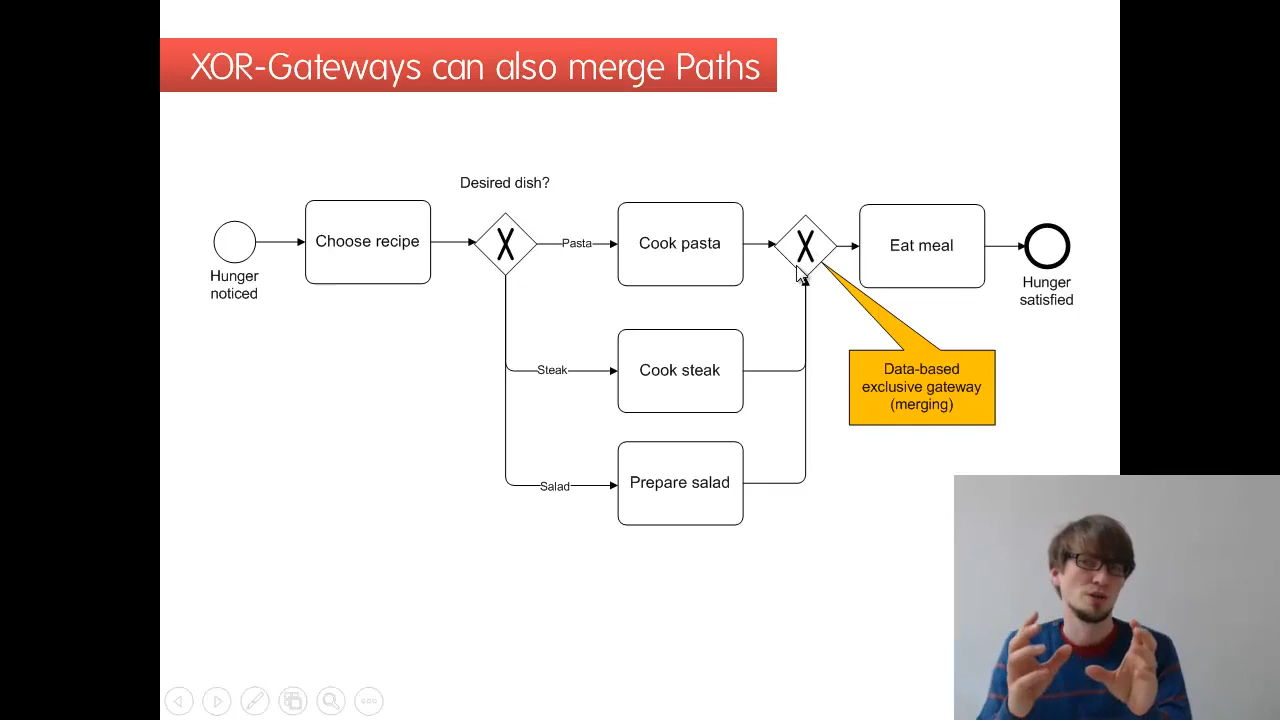 XOR-Gateways can also merge Paths
Desired dish?
Choose recipe
X
Pasta
Cook pasta
X
Eat meal
Hunger
noticed
Hunger
satisfied
Steak
Cook steak
Data-based
exclusive gateway
(merging)
Salad
Prepare salad